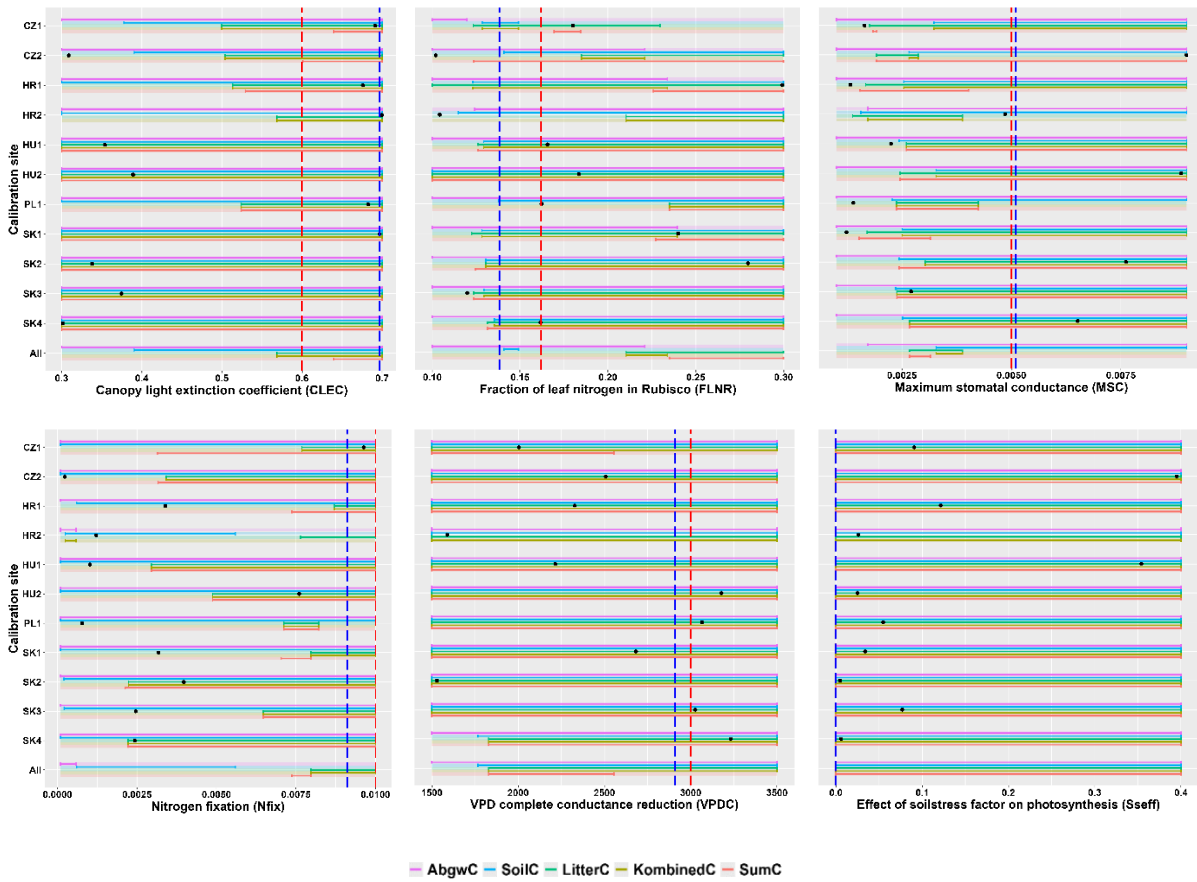 Calibration site
CZ1
CZ2
HR1
HR2
HU1
HU2
PL1
SK1
SK2
SK3
SK4
All
0.3 0.4 0.5 0.6 0.7
Canopy light extinction coefficient (CLEC)
0.10 0.15 0.20 0.25 0.30
Fraction of leaf nitrogen in Rubisco (FLNR)
0.0025 0.0050 0.0075
Maximum stomatal conductance (MSC)
Calibration site
CZ1
CZ2
HR1
HR2
HU1
HU2
PL1
SK1
SK2
SK3
SK4
All
0.0000 0.0025 0.0050 0.0075 0.0100
Nitrogen fixation (Nfix)
1500 2000 2500 3000 3500
VPD complete conductance reduction (VPDC)
0.0 0.1 0.2 0.3 0.4
Effect of soilstress factor on photosynthesis (Sseff)
AbgwC SoilC LitterC KombinedC SumC